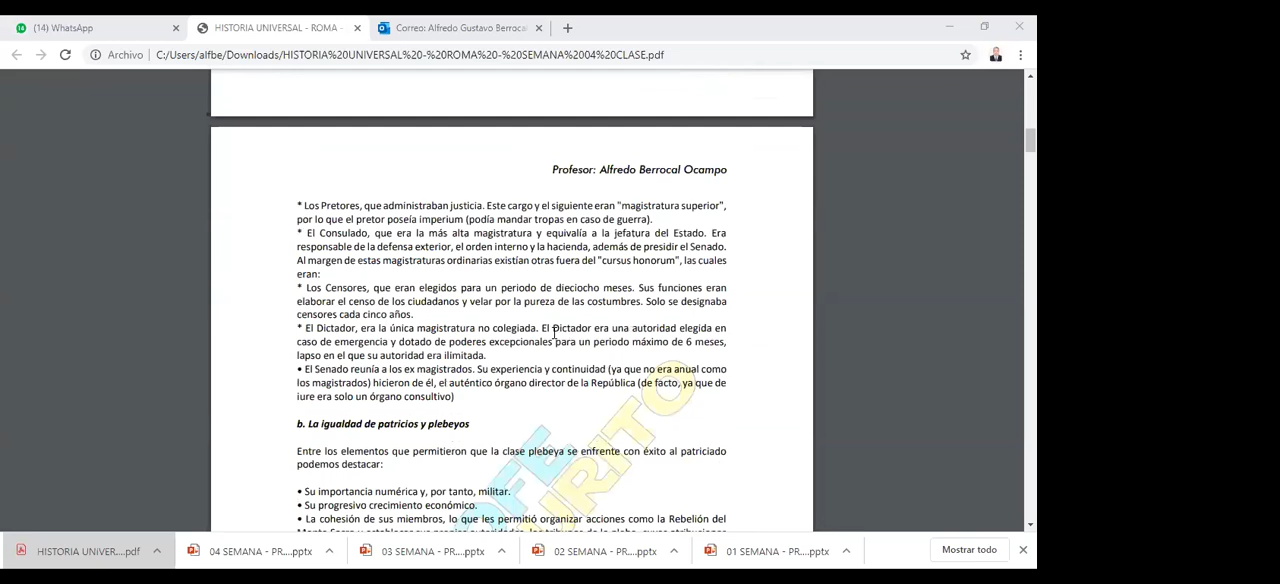 (14) WhatsApp
HISTORIA UNIVERSAL - ROMA -
Correo: Alfredo Gustavo Berrocal
Archivo C:/Users/alfbe/Downloads/HISTORIA%20UNIVERSAL%20-%20ROMA%20-%20SEMANA%2004%20CLASE.pdf
Profesor: Alfredo Berrocal Ocampo
* Los Pretores, que administraban justicia. Este cargo y el siguiente eran "magistratura superior",
por lo que el pretor poseía imperium (podía mandar tropas en caso de guerra).
* El Consulado, que era la más alta magistratura y equivalía a la jefatura del Estado. Era
responsable de la defensa exterior, el orden interno y la hacienda, además de presidir el Senado.
Al margen de estas magistraturas ordinarias existían otras fuera del "cursus honorum", las cuales
eran:
* Los Censores, que eran elegidos para un periodo de dieciocho meses. Sus funciones eran
elaborar el censo de los ciudadanos y velar por la pureza de las costumbres. Solo se designaba
censores cada cinco años.
* El Dictador, era la única magistratura no colegiada. El Dictador era una autoridad elegida en
caso de emergencia y dotado de poderes excepcionales para un periodo máximo de 6 meses,
lapso en el que su autoridad era ilimitada.
• El Senado reunía a los ex magistrados. Su experiencia y continuidad (ya que no era anual como
los magistrados) hicieron de él, el auténtico órgano director de la República (de facto, ya que de
iure era solo un órgano consultivo)
b. La igualdad de patricios y plebeyos
Entre los elementos que permitieron que la clase plebeya se enfrente con éxito al patriciado
podemos destacar:
• Su importancia numérica y, por tanto, militar.
• Su progresivo crecimiento económico.
• La cohesión de sus miembros, lo que les permitió organizar acciones como la Rebelión del
HISTORIA UNIVER....pdf
04 SEMANA - PR....pptx
03 SEMANA - PR....pptx
02 SEMANA - PR....pptx
01 SEMANA - PR....pptx
Mostrar todo